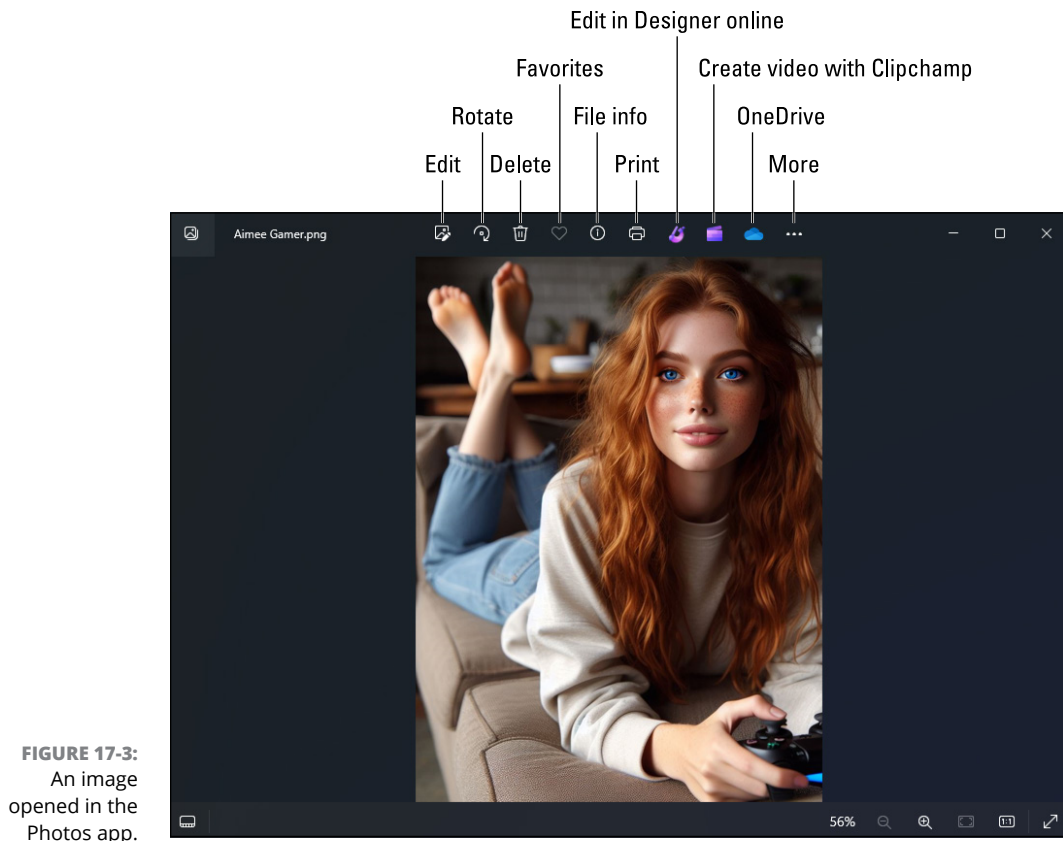 Edit in Designer online
Favorites Create video with Clipchamp
Rotate File info OneDrive
Edit Delete Print More
Aimee Gamer.png
FIGURE 17-3:
An image
opened in the
Photos app.
56%
1:1